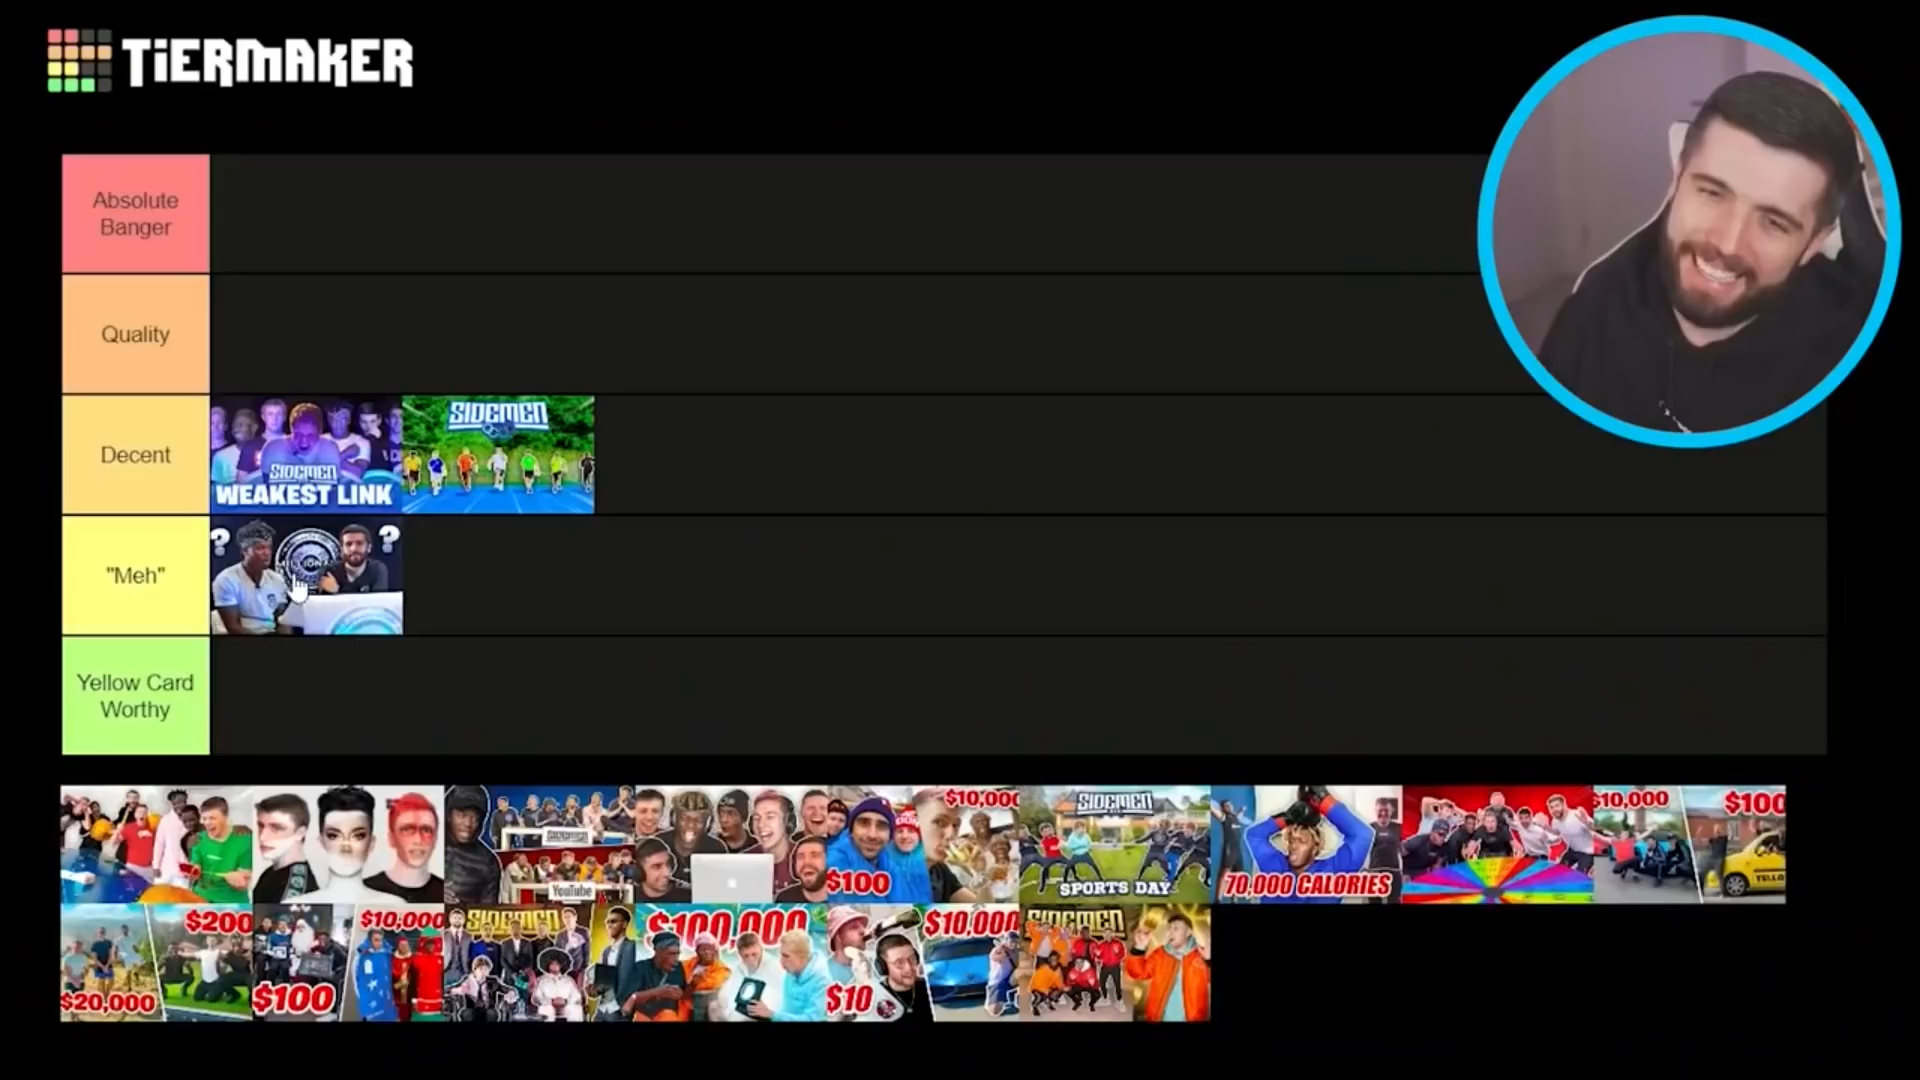 TiERMAKER
Absolute
Banger
Quality
Decent
SIDEMEN
WEAKEST LINK
SIDEMEN
"Meh"
?
?
Yellow Card
Worthy
SIDEMEN
YouTube
$100
$10,000
SIDEMEN
SPORTS DAY
70,000 CALORIES
$10,000
$100
$20,000
$200
$100
$10,000
SIDEMEN
$100,000
$10
$10,000
SIDEMEN